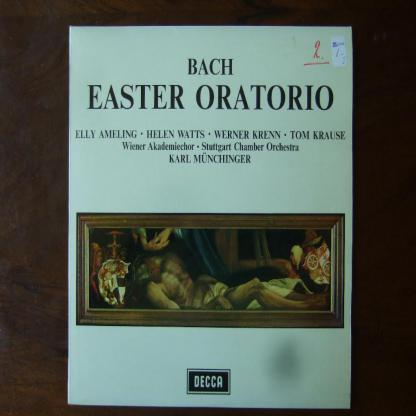 BACH
EASTER ORATORIO
ELLY AMELING · HELEN WATTS · WERNER KRENN · TOM KRAUSE
Wiener Akademiechor · Stuttgart Chamber Orchestra
KARL MÜNCHINGER
2.
DECCA